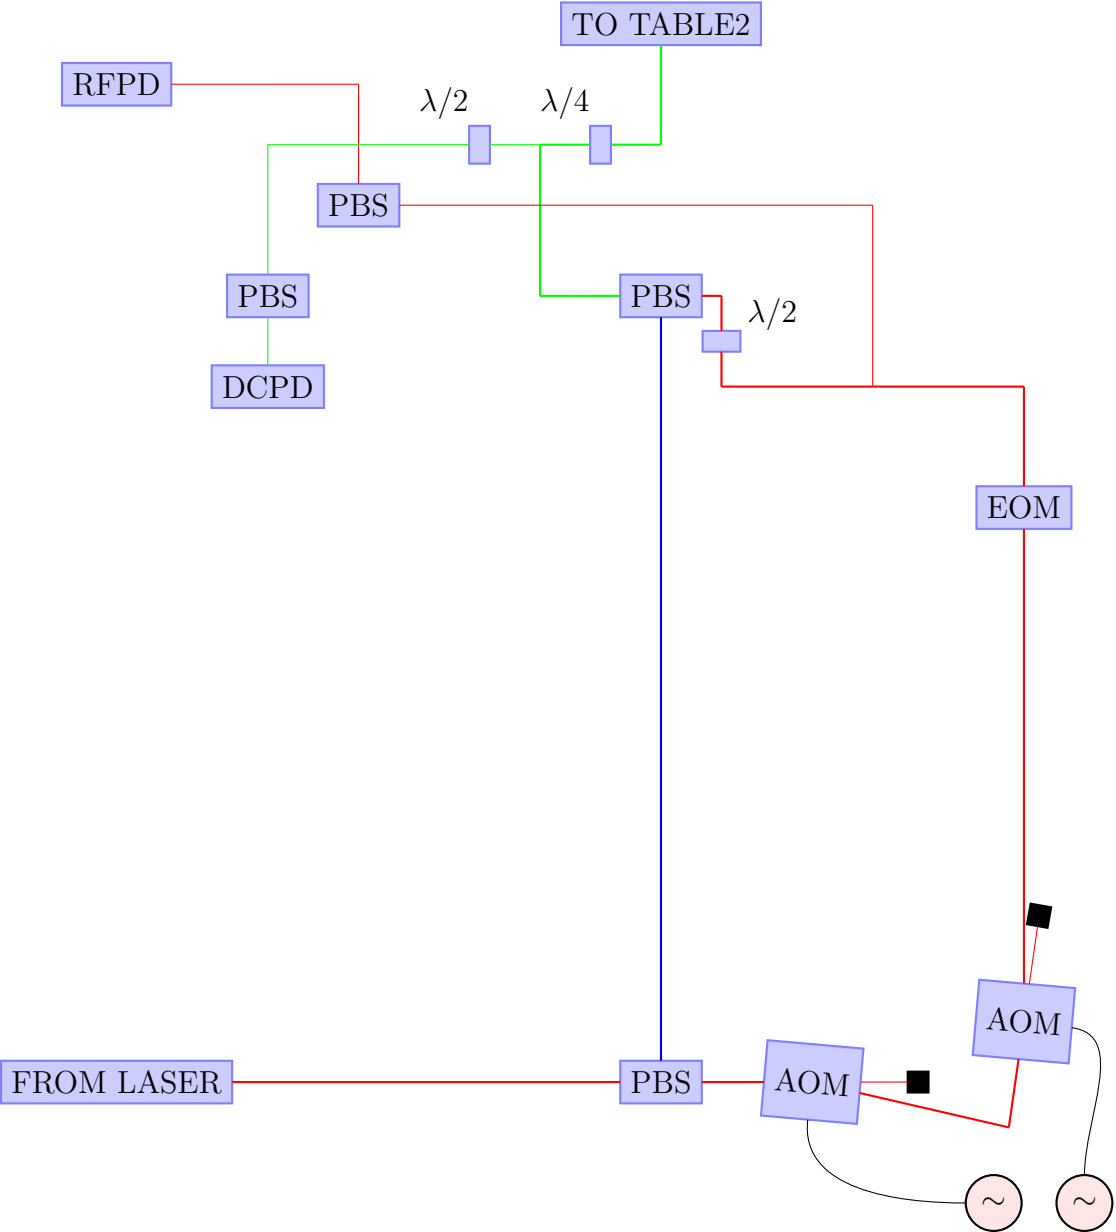 TO TABLE2
RFPD
λ/2
λ/4
PBS
PBS
PBS
λ/2
DCPD
EOM
AOM
FROM LASER
PBS
AOM
~
~